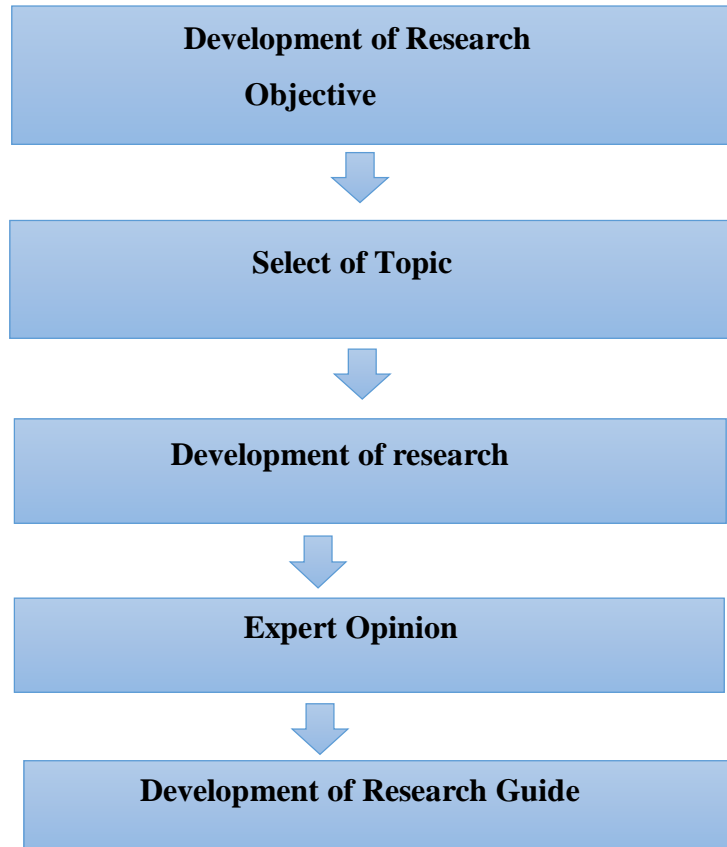 Development of Research
Objective
Select of Topic
Development of research
Expert Opinion
Development of Research Guide